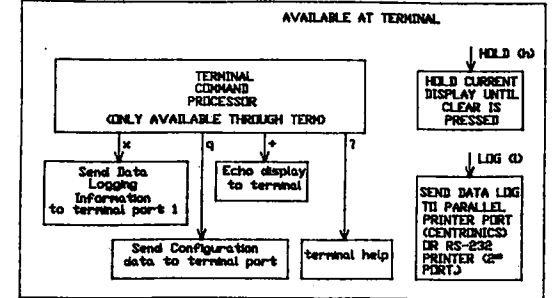 AVAILABLE AT TERMINAL
TERMINAL
COMMAND
PROCESSOR
(ONLY AVAILABLE THROUGH TERM)
x
q
+
?
Send Data
Logging
Information
to terminal port 1
Echo display
to terminal
Send Configuration
data to terminal port
terminal help
HOLD (h)
HOLD CURRENT
DISPLAY UNTIL
CLEAR IS
PRESSED
LOG (l)
SEND DATA LOG
TO PARALLEL
PRINTER PORT
(CENTRONICS)
OR RS-232
PRINTER (2ND
PORT.)